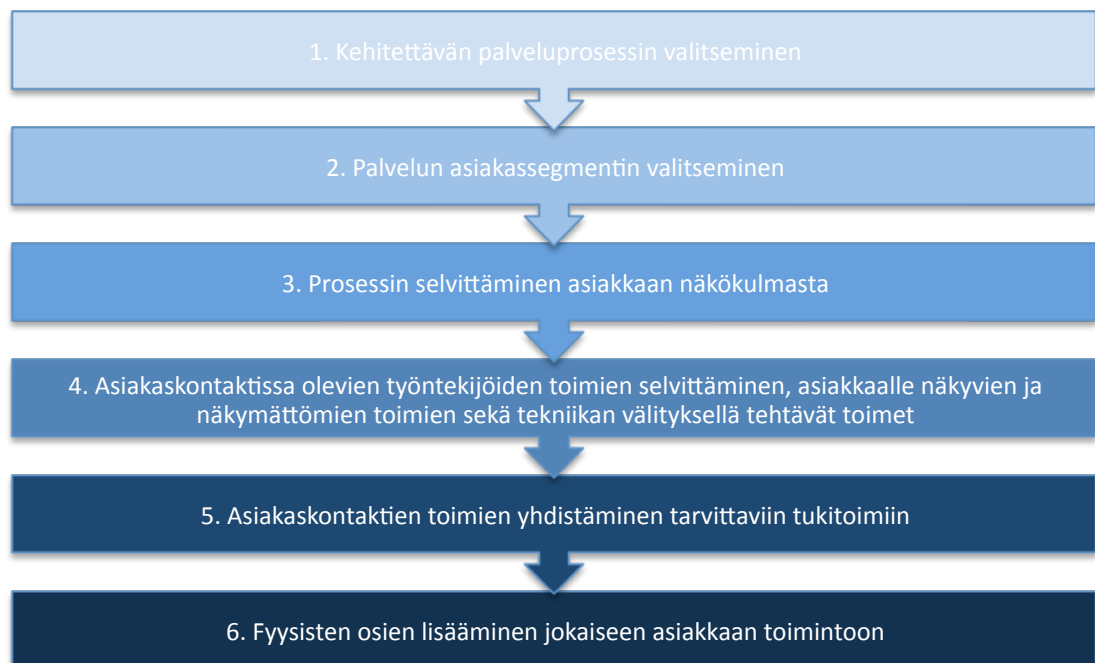 1. Kehitettävän palveluprosessin valitseminen
2. Palvelun asiakassegmentin valitseminen
3. Prosessin selvittäminen asiakkaan näkökulmasta
4. Asiakaskontaktissa olevien työntekijöiden toimien selvittäminen, asiakkaalle näkyvien ja
näkymättömien toimien sekä tekniikan välityksellä tehtävät toimet
5. Asiakaskontaktien toimien yhdistäminen tarvittaviin tukitoimiin
6. Fyysisten osien lisääminen jokaiseen asiakkaan toimintoon